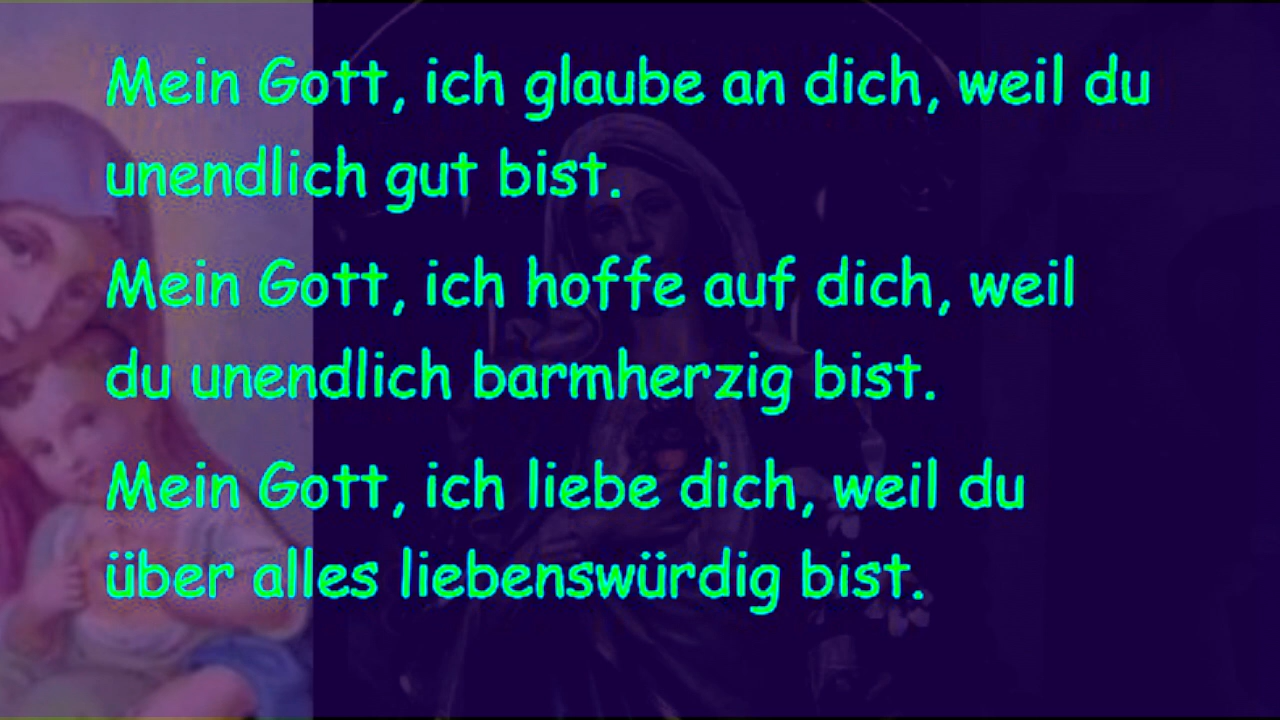 Mein Gott, ich glaube an dich, weil du
unendlich gut bist.
Mein Gott, ich hoffe auf dich, weil
du unendlich barmherzig bist.
Mein Gott, ich liebe dich, weil du
über alles liebenswürdig bist.